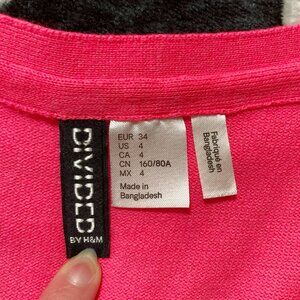 DIVIDED
BY H&M
EUR 34
US 4
CA 4
CN 160/80A
MX 4
Made in
Bangladesh
Fabriqué en
Bangladesh